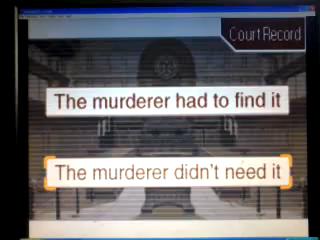 Court Record
The murderer had to find it
The murderer didn't need it